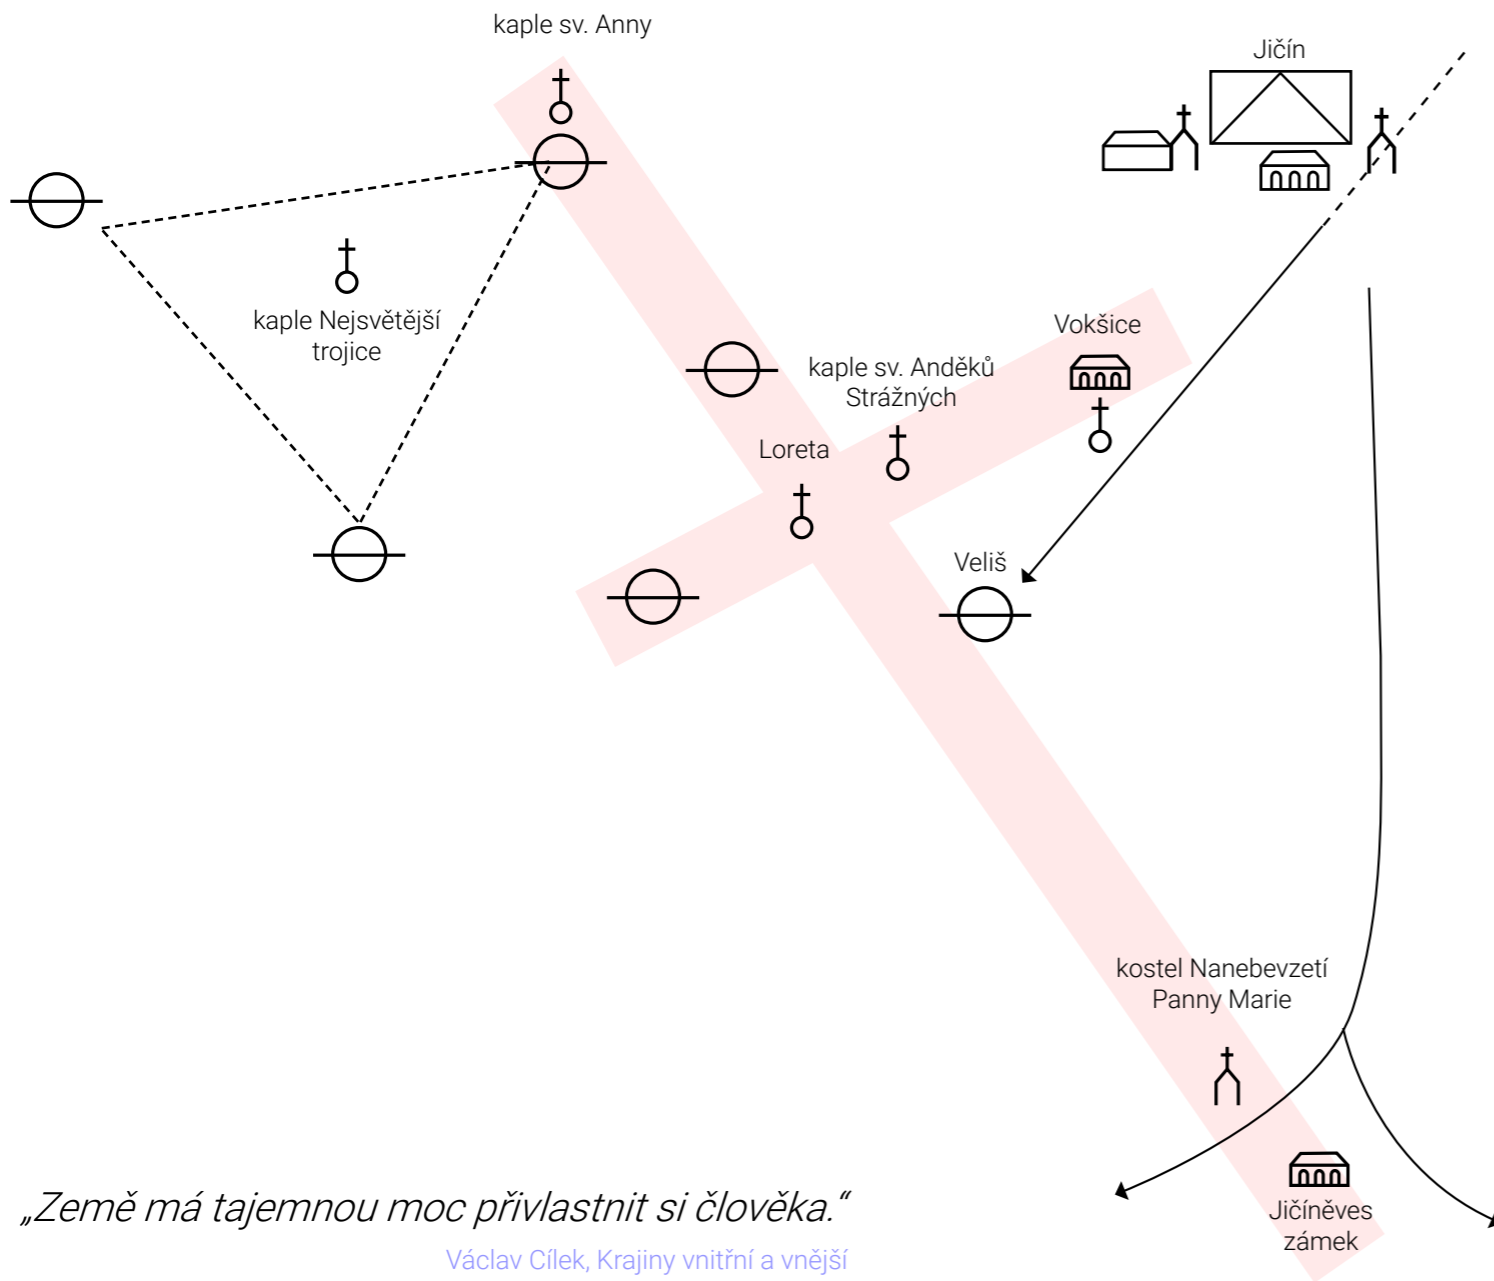 kaple sv. Anny
Jičín
kaple Nejsvětější
trojice
Vokšice
kaple sv. Anděků
Strážných
Loreta
Veliš
kostel Nanebevzetí
Panny Marie
Jičíněves
zámek
„Země má tajemnou moc přivlastnit si člověka.“
Václav Cílek, Krajiny vnitřní a vnější